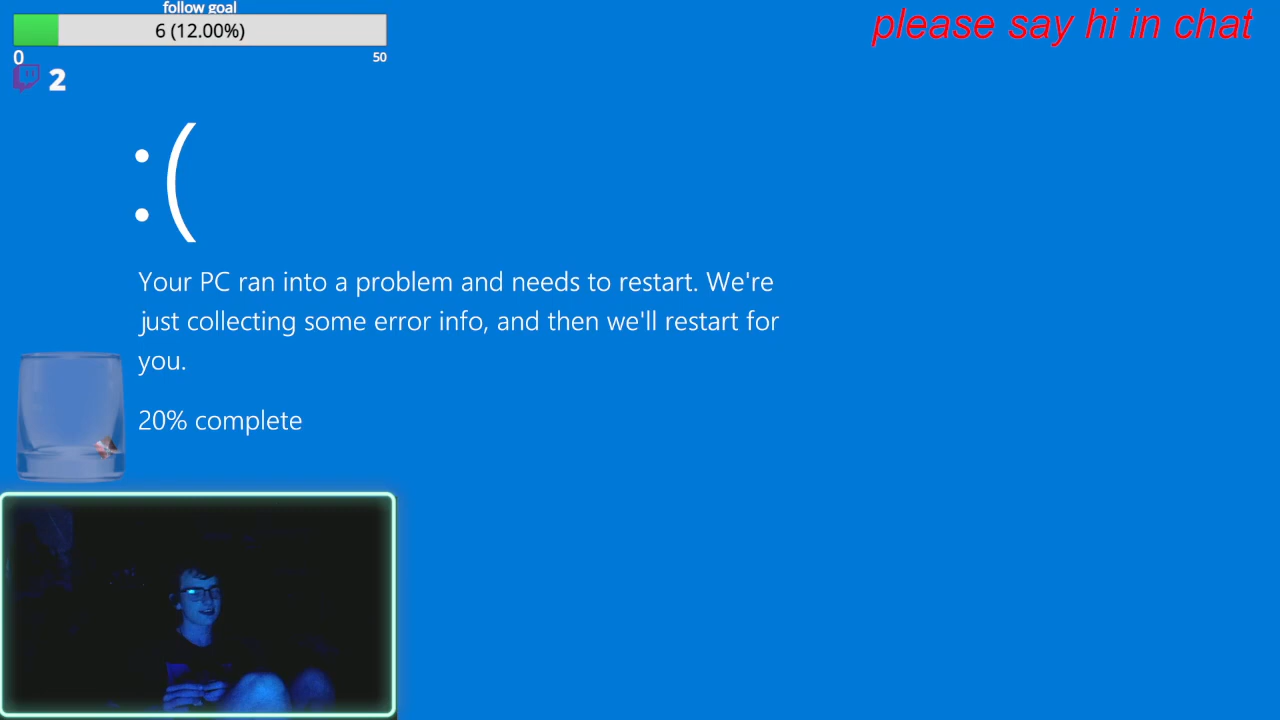 follow goal
6 (12.00%)
0
50
2
please say hi in chat
:(
Your PC ran into a problem and needs to restart. We're
just collecting some error info, and then we'll restart for
you.
20% complete